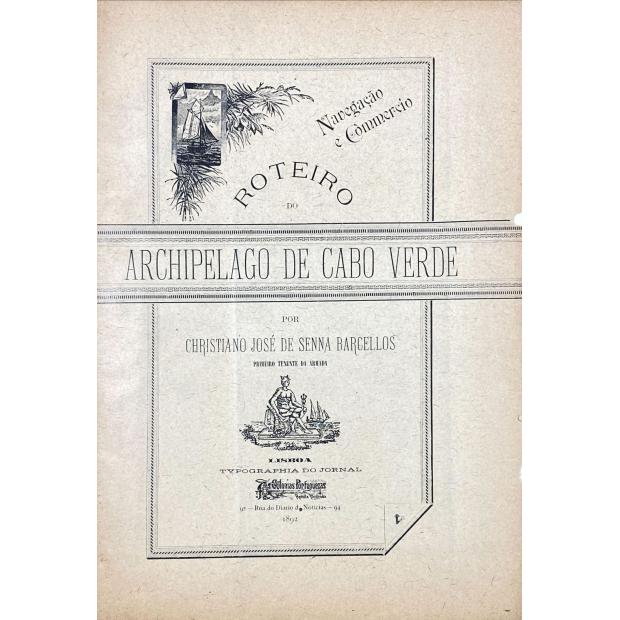 Navegação
e Commercio
ROTEIRO
DO
ARCHIPELAGO DE CABO VERDE
POR
CHRISTIANO JOSÉ DE SENNA BARCELLOS
PRIMEIRO TENENTE DA ARMADA
LISBOA
TYPOGRAPHIA DO JORNAL
As Colonias Portuguezas
— Rua do Diario de Noticias — 94
1892